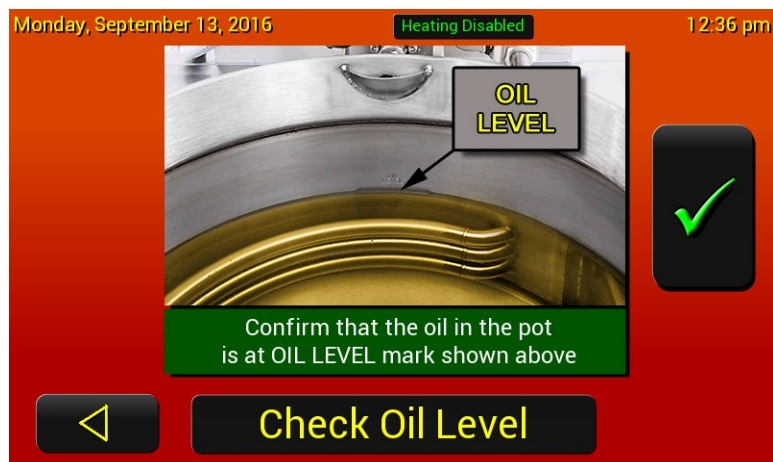 Monday, September 13, 2016
Heating Disabled
12:36 pm
OIL
LEVEL
Confirm that the oil in the pot
is at OIL LEVEL mark shown above
Check Oil Level